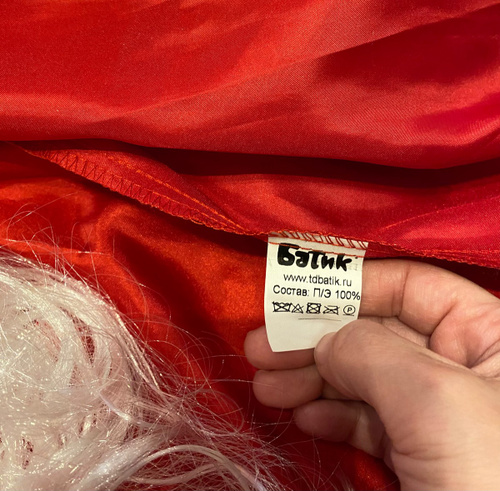 Батик
www.tdbatik.ru
Состав: П/Э 100%
P